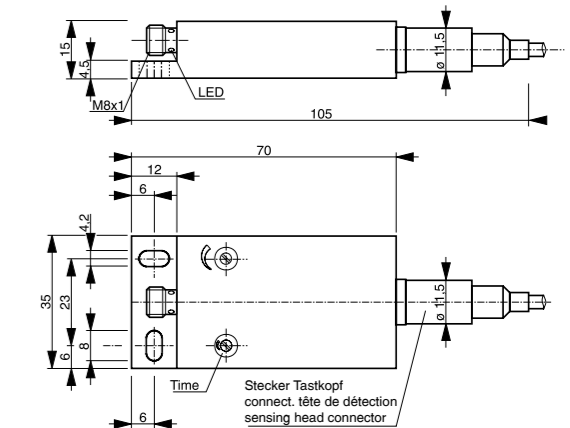 15
4,5
M8x1
LED
ø 11,5
105
70
12
6
4,2
35
23
6
8
ø 11,5
6
Time
Stecker Tastkopf
connect. tête de détection
sensing head connector